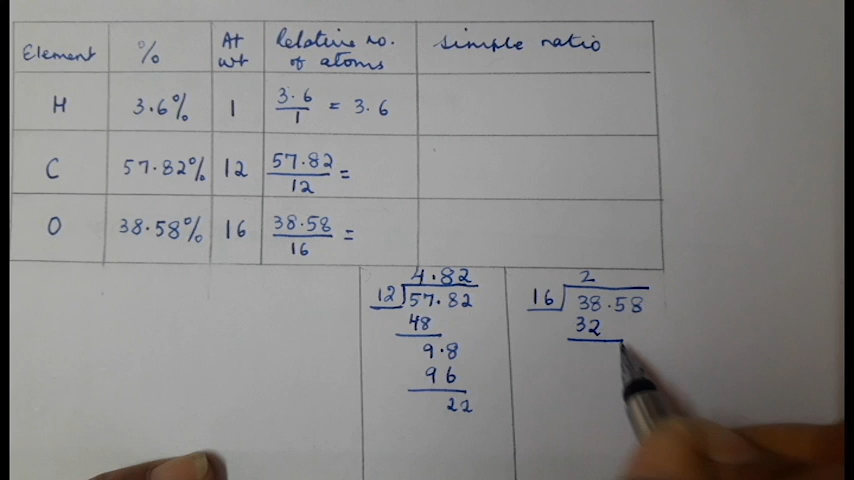 Element % At wt Relative no. of atoms Simple ratio
H 3.6% 1 3.6/1 = 3.6
C 57.82% 12 57.82/12 =
O 38.58% 16 38.58/16 =
4.82
12)57.82
48
9.8
96
22
2
16)38.58
32